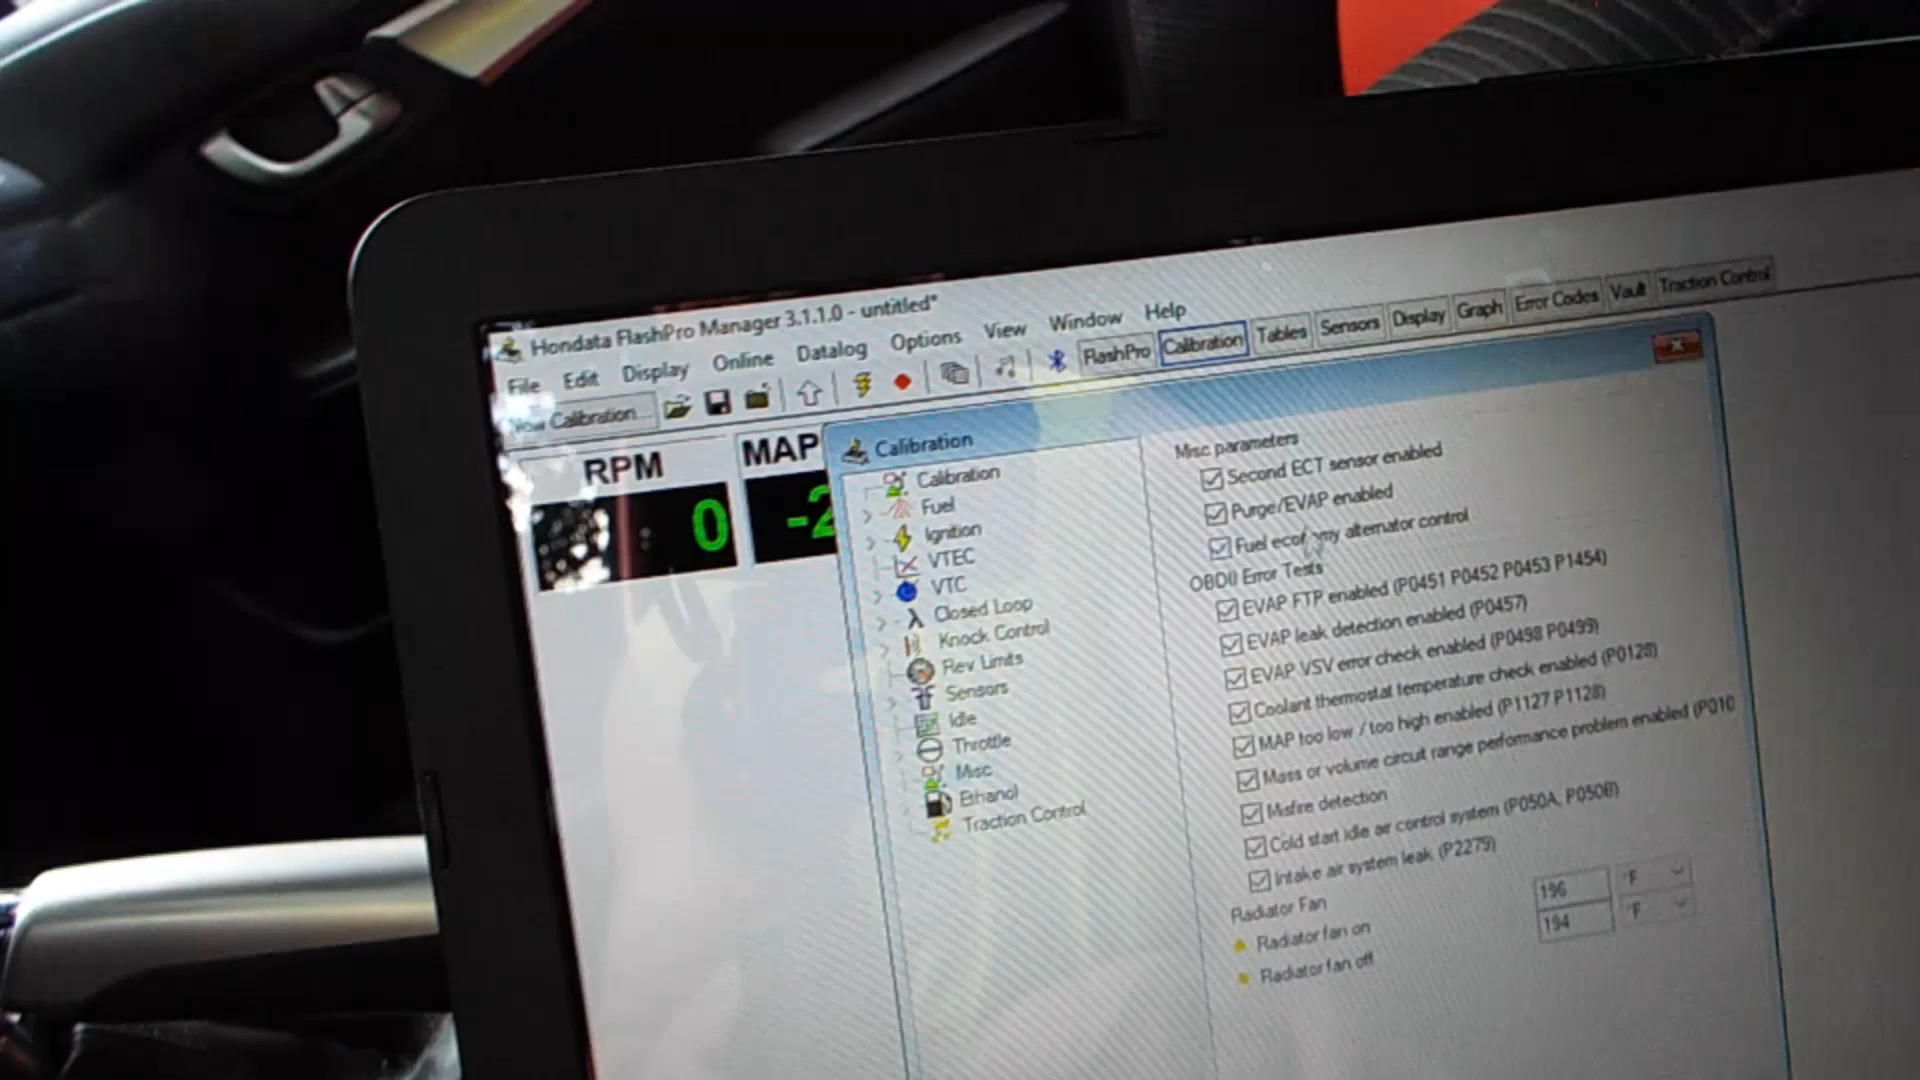 Hondata FlashPro Manager 3.1.1.0 - untitled*
File Edit Display Online Datalog Options View Window Help
New Calibration... FlashPro Calibration Tables Sensors Display Graph Error Codes Vault Traction Control
RPM MAP
0 -2
Calibration
Calibration
Fuel
Ignition
VTEC
VTC
Closed Loop
Knock Control
Rev Limits
Sensors
Idle
Throttle
Misc
Ethanol
Traction Control
Misc parameters
Second ECT sensor enabled
Purge/EVAP enabled
Fuel economy alternator control
OBDII Error Tests
EVAP FTP enabled (P0451 P0452 P0453 P1454)
EVAP leak detection enabled (P0457)
EVAP VSV error check enabled (P0498 P0499)
Coolant thermostat temperature check enabled (P0128)
MAP too low / too high enabled (P1127 P1128)
Mass or volume circuit range performance problem enabled (P010
Misfire detection
Cold start idle air control system (P050A, P050B)
Intake air system leak (P2279)
Radiator Fan
Radiator fan on 196 °F
Radiator fan off 194 °F